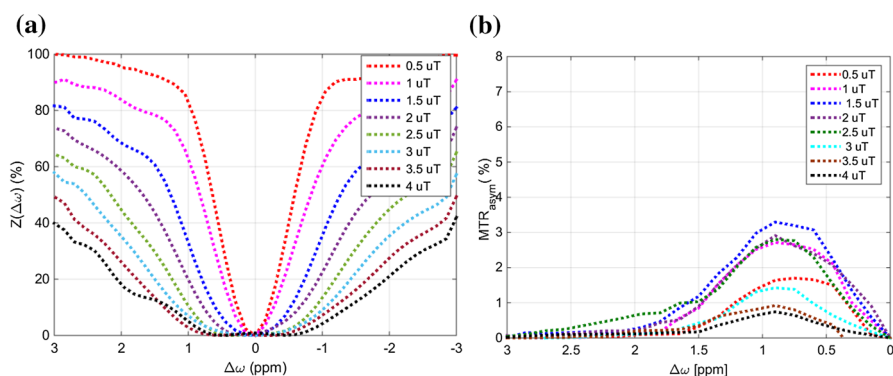 (a)
100
80
60
40
20
0
Z(Δω) (%)
3
2
1
0
-1
-2
-3
Δω (ppm)
0.5 uT
1 uT
1.5 uT
2 uT
2.5 uT
3 uT
3.5 uT
4 uT
(b)
8
7
6
5
4
3
2
1
0
MTRasym( %)
3
2.5
2
1.5
1
0.5
0
Δω [ppm]
0.5 uT
1 uT
1.5 uT
2 uT
2.5 uT
3 uT
3.5 uT
4 uT